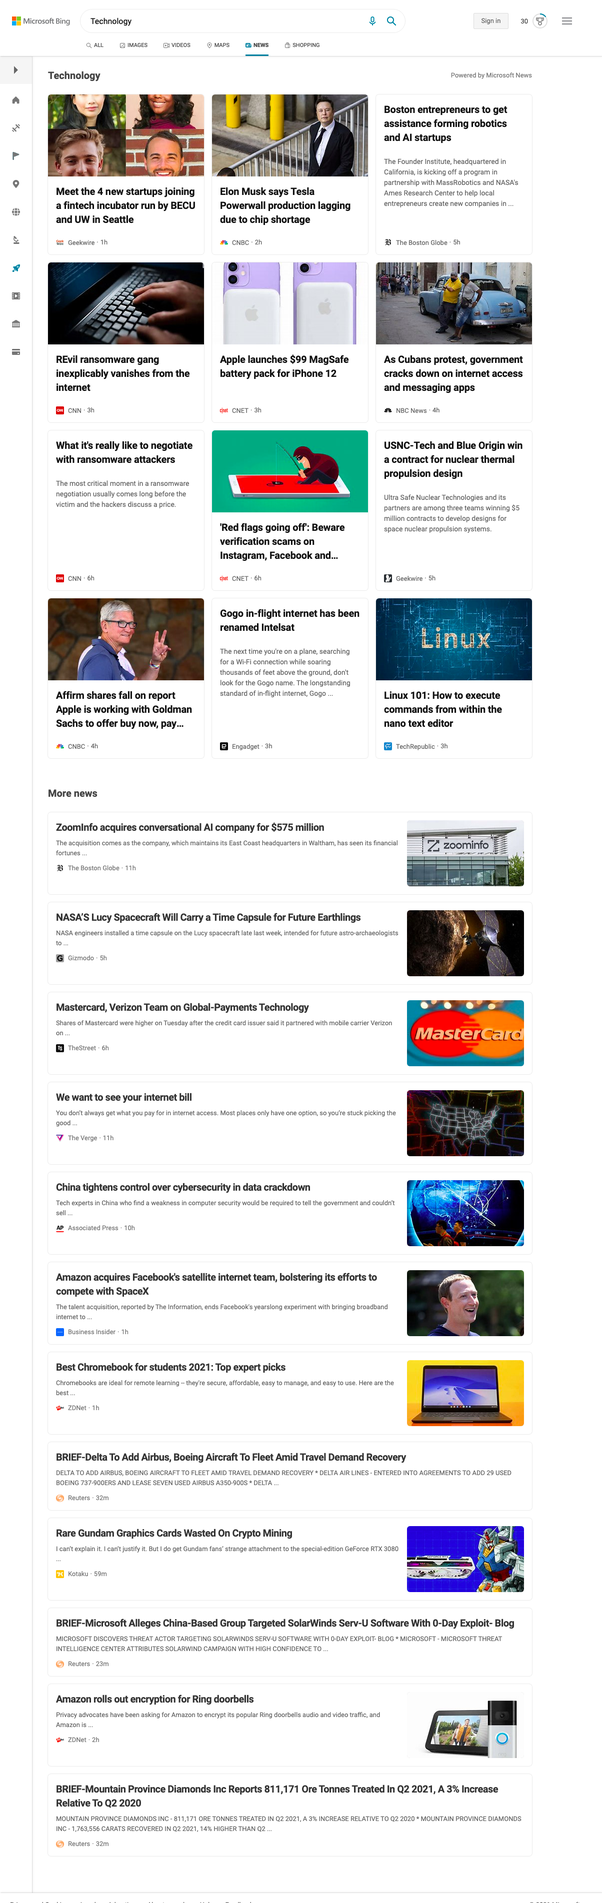 Microsoft Bing
Technology
Sign in
30
ALL
IMAGES
VIDEOS
MAPS
NEWS
SHOPPING
Technology
Powered by Microsoft News
Meet the 4 new startups joining
a fintech incubator run by BECU
and UW in Seattle
Geekwire · 1h
Elon Musk says Tesla
Powerwall production lagging
due to chip shortage
CNBC · 2h
Boston entrepreneurs to get
assistance forming robotics
and AI startups
The Founder Institute, headquartered in
California, is kicking off a program in
partnership with MassRobotics and NASA's
Ames Research Center to help local
entrepreneurs create new companies in ...
The Boston Globe · 5h
REvil ransomware gang
inexplicably vanishes from the
internet
CNN · 3h
Apple launches $99 MagSafe
battery pack for iPhone 12
CNET · 3h
As Cubans protest, government
cracks down on internet access
and messaging apps
NBC News · 4h
What it's really like to negotiate
with ransomware attackers
The most critical moment in a ransomware
negotiation usually comes long before the
victim and the hackers discuss a price.
CNN · 6h
'Red flags going off': Beware
verification scams on
Instagram, Facebook and...
CNET · 6h
USNC-Tech and Blue Origin win
a contract for nuclear thermal
propulsion design
Ultra Safe Nuclear Technologies and its
partners are among three teams winning $5
million contracts to develop designs for
space nuclear propulsion systems.
Geekwire · 5h
Affirm shares fall on report
Apple is working with Goldman
Sachs to offer buy now, pay...
CNBC · 4h
Gogo in-flight internet has been
renamed Intelsat
The next time you're on a plane, searching
for a Wi-Fi connection while soaring
thousands of feet above the ground, don't
look for the Gogo name. The longstanding
standard of in-flight internet, Gogo ...
Engadget · 3h
Linux
Linux 101: How to execute
commands from within the
nano text editor
TechRepublic · 3h
More news
ZoomInfo acquires conversational AI company for $575 million
The acquisition comes as the company, which maintains its East Coast headquarters in Waltham, has seen its financial
fortunes ...
The Boston Globe · 11h
zoominfo
NASA'S Lucy Spacecraft Will Carry a Time Capsule for Future Earthlings
NASA engineers installed a time capsule on the Lucy spacecraft late last week, intended for future astro-archaeologists
to ...
Gizmodo · 5h
Mastercard, Verizon Team on Global-Payments Technology
Shares of Mastercard were higher on Tuesday after the credit card issuer said it partnered with mobile carrier Verizon
on ...
TheStreet · 6h
MasterCard
We want to see your internet bill
You don't always get what you pay for in internet access. Most places only have one option, so you're stuck picking the
good ...
The Verge · 11h
China tightens control over cybersecurity in data crackdown
Tech experts in China who find a weakness in computer security would be required to tell the government and couldn't
sell ...
AP Associated Press · 10h
Amazon acquires Facebook's satellite internet team, bolstering its efforts to
compete with SpaceX
The talent acquisition, reported by The Information, ends Facebook's yearslong experiment with bringing broadband
internet to ...
Business Insider · 1h
Best Chromebook for students 2021: Top expert picks
Chromebooks are ideal for remote learning – they're secure, affordable, easy to manage, and easy to use. Here are the
best ...
ZDNet · 1h
BRIEF-Delta To Add Airbus, Boeing Aircraft To Fleet Amid Travel Demand Recovery
DELTA TO ADD AIRBUS, BOEING AIRCRAFT TO FLEET AMID TRAVEL DEMAND RECOVERY * DELTA AIR LINES - ENTERED INTO AGREEMENTS TO ADD 29 USED
BOEING 737-900ERS AND LEASE SEVEN USED AIRBUS A350-900S * DELTA ...
Reuters · 32m
Rare Gundam Graphics Cards Wasted On Crypto Mining
I can't explain it. I can't justify it. But I do get Gundam fans' strange attachment to the special-edition GeForce RTX 3080
...
Kotaku · 59m
BRIEF-Microsoft Alleges China-Based Group Targeted SolarWinds Serv-U Software With 0-Day Exploit- Blog
MICROSOFT DISCOVERS THREAT ACTOR TARGETING SOLARWINDS SERV-U SOFTWARE WITH 0-DAY EXPLOIT- BLOG * MICROSOFT - MICROSOFT THREAT
INTELLIGENCE CENTER ATTRIBUTES SOLARWIND CAMPAIGN WITH HIGH CONFIDENCE TO ...
Reuters · 23m
Amazon rolls out encryption for Ring doorbells
Privacy advocates have been asking for Amazon to encrypt its popular Ring doorbells audio and video traffic, and
Amazon is ...
ZDNet · 2h
BRIEF-Mountain Province Diamonds Inc Reports 811,171 Ore Tonnes Treated In Q2 2021, A 3% Increase
Relative To Q2 2020
MOUNTAIN PROVINCE DIAMONDS INC - 811,171 ORE TONNES TREATED IN Q2 2021, A 3% INCREASE RELATIVE TO Q2 2020 * MOUNTAIN PROVINCE DIAMONDS
INC - 1,763,556 CARATS RECOVERED IN Q2 2021, 14% HIGHER THAN Q2 ...
Reuters · 32m